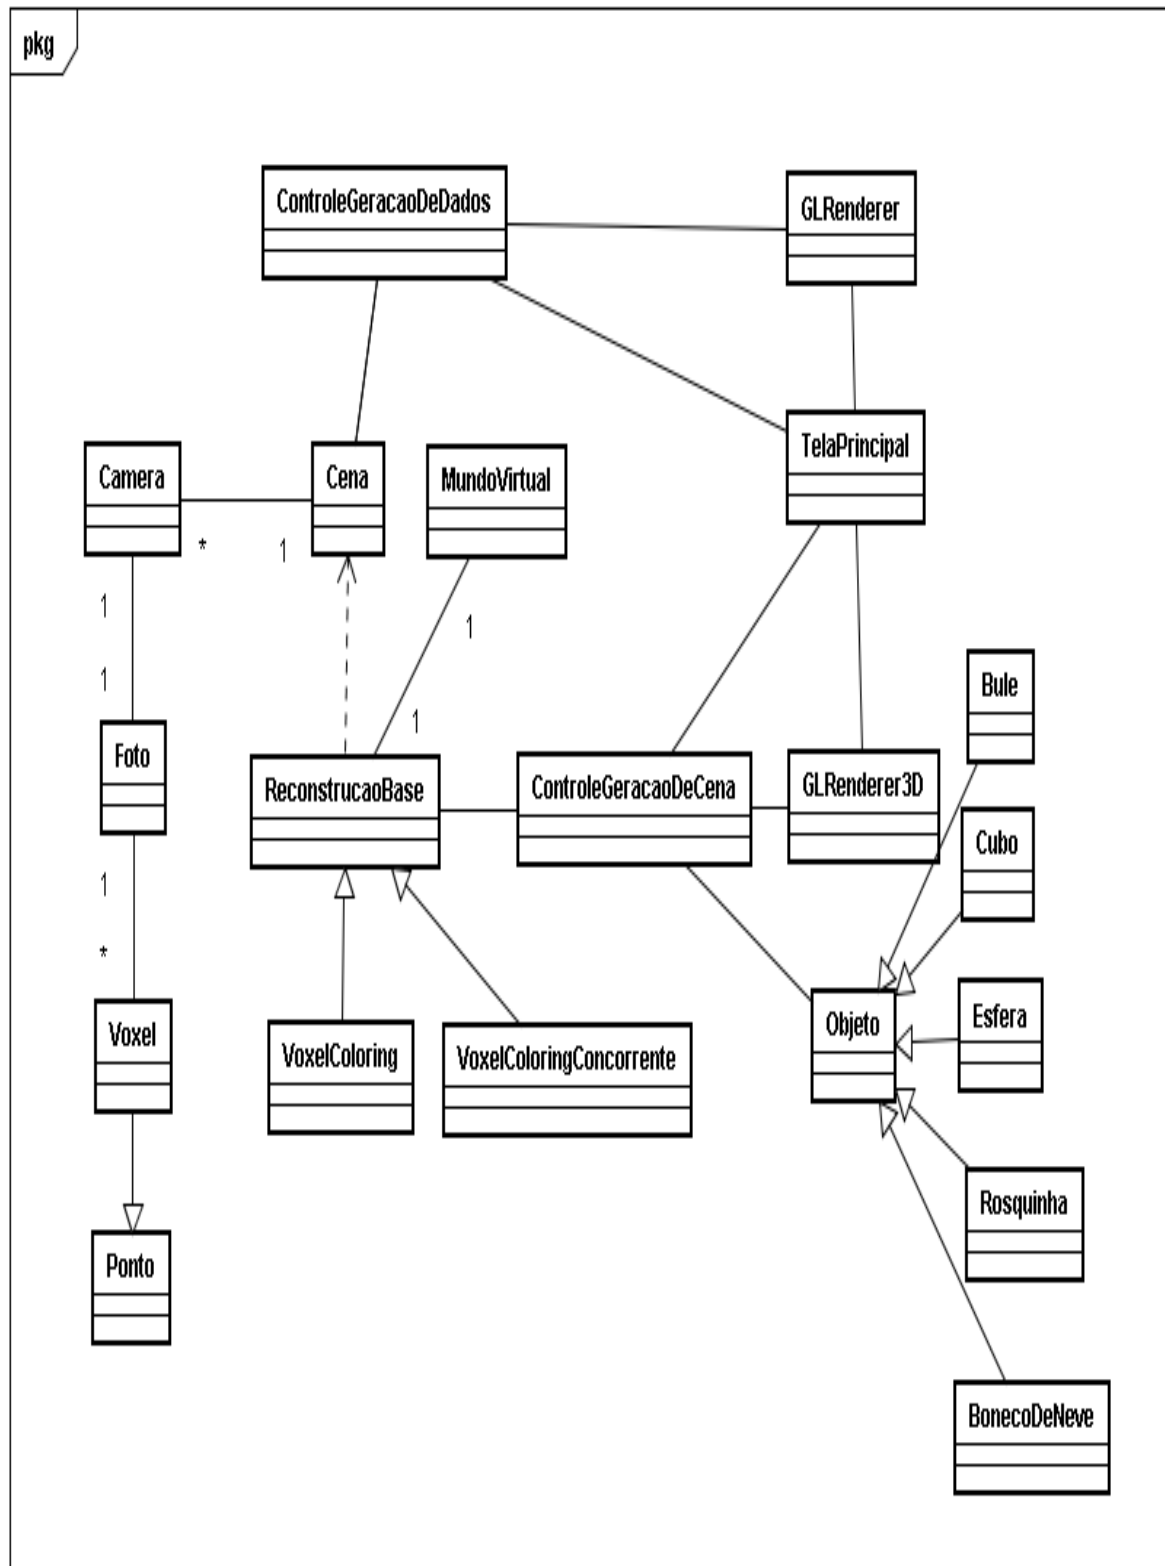 pkg
ControleGeracaoDeDados
GLRenderer
TelaPrincipal
Camera
Cena
MundoVirtual
*
1
1
1
1
1
Foto
ReconstrucaoBase
ControleGeracaoDeCena
GLRenderer3D
Bule
Cubo
1
*
Voxel
VoxelColoring
VoxelColoringConcorrente
Objeto
Esfera
Rosquinha
Ponto
BonecoDeNeve